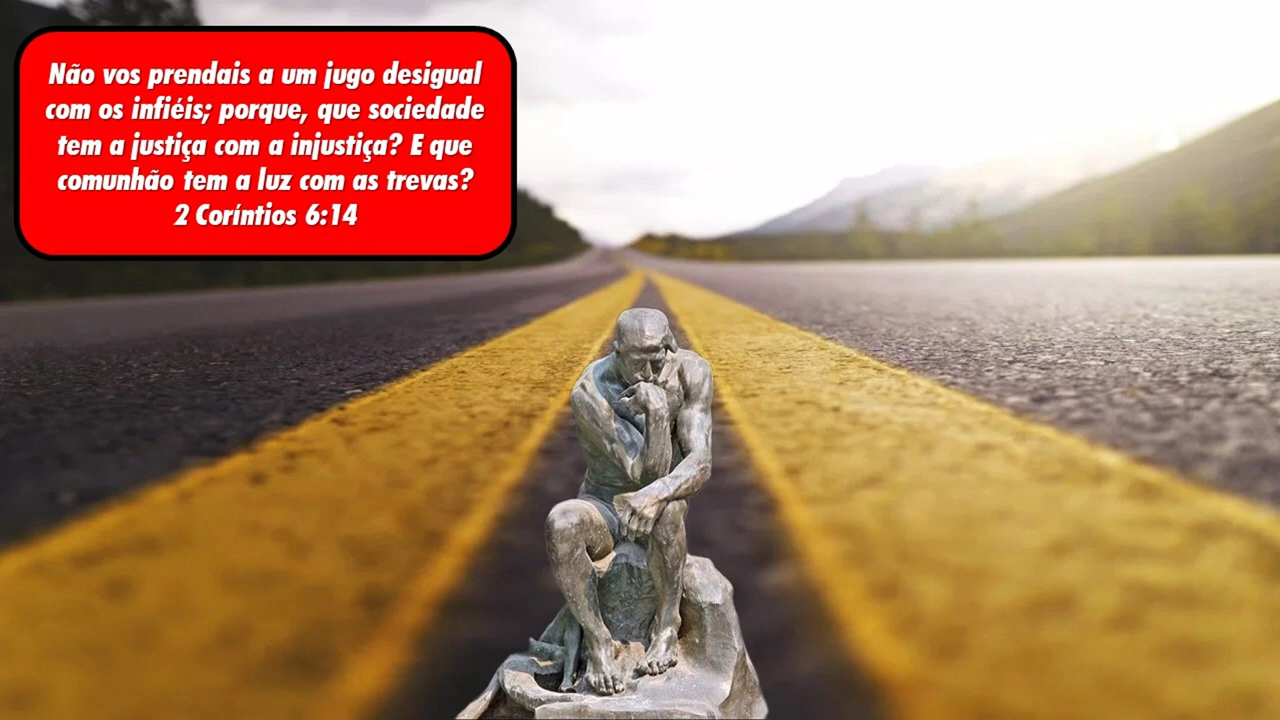 Não vos prendais a um jugo desigual
com os infiéis; porque, que sociedade
tem a justiça com a injustiça? E que
comunhão tem a luz com as trevas?
2 Coríntios 6:14